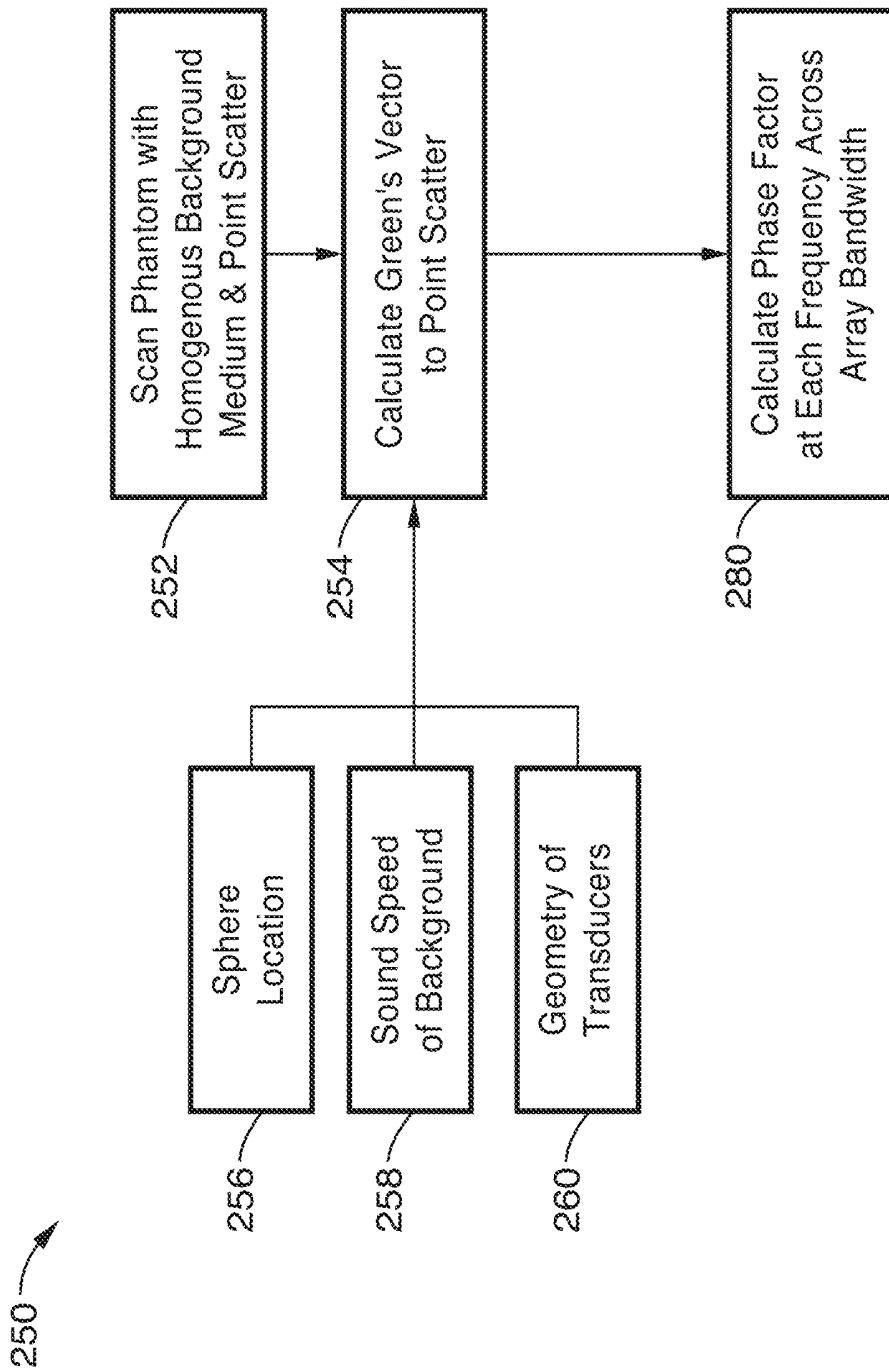 250
252
Scan Phantom with
Homogenous Background
Medium & Point Scatter
254
Calculate Green's Vector
to Point Scatter
256
Sphere
Location
258
Sound Speed
of Background
260
Geometry of
Transducers
280
Calculate Phase Factor
at Each Frequency Across
Array Bandwidth